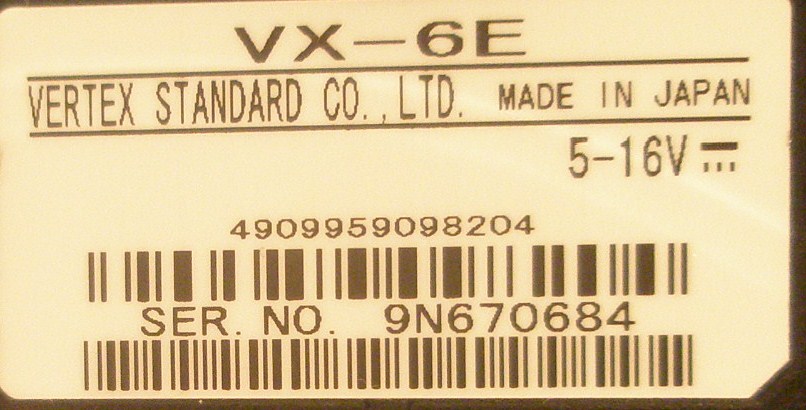 VX-6E
VERTEX STANDARD CO.,LTD. MADE IN JAPAN
5-16V ⎓
4909959098204
SER. NO. 9N670684